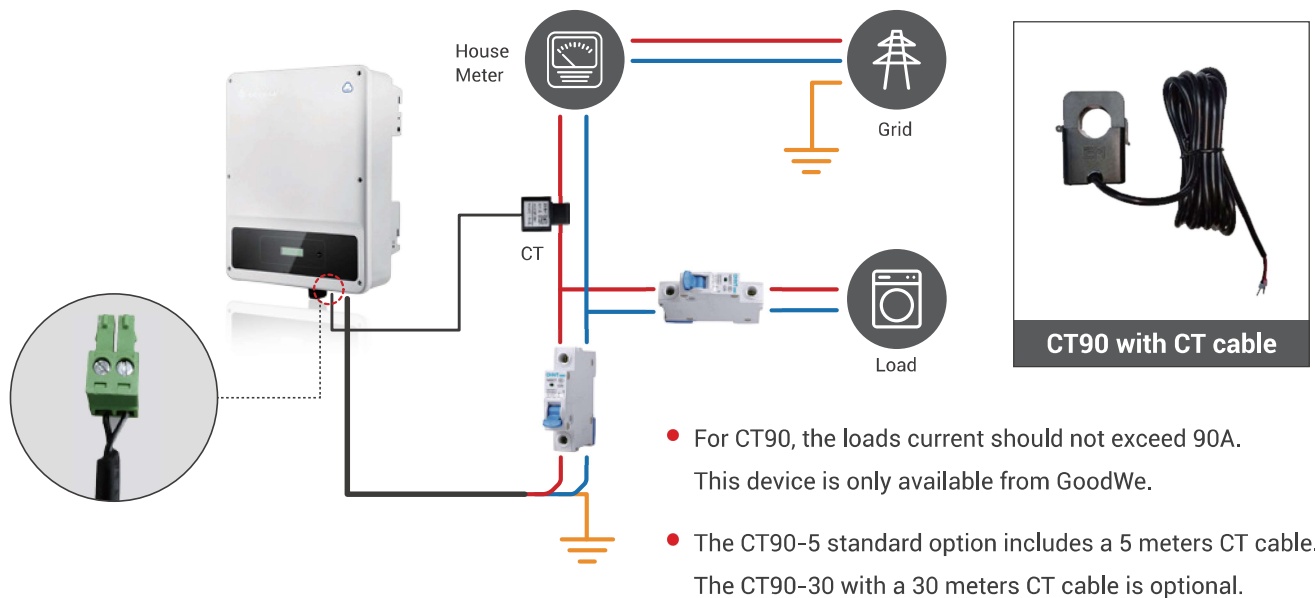 House
Meter
Grid
CT
Load
CT90 with CT cable
• For CT90, the loads current should not exceed 90A.
This device is only available from GoodWe.
• The CT90-5 standard option includes a 5 meters CT cable.
The CT90-30 with a 30 meters CT cable is optional.